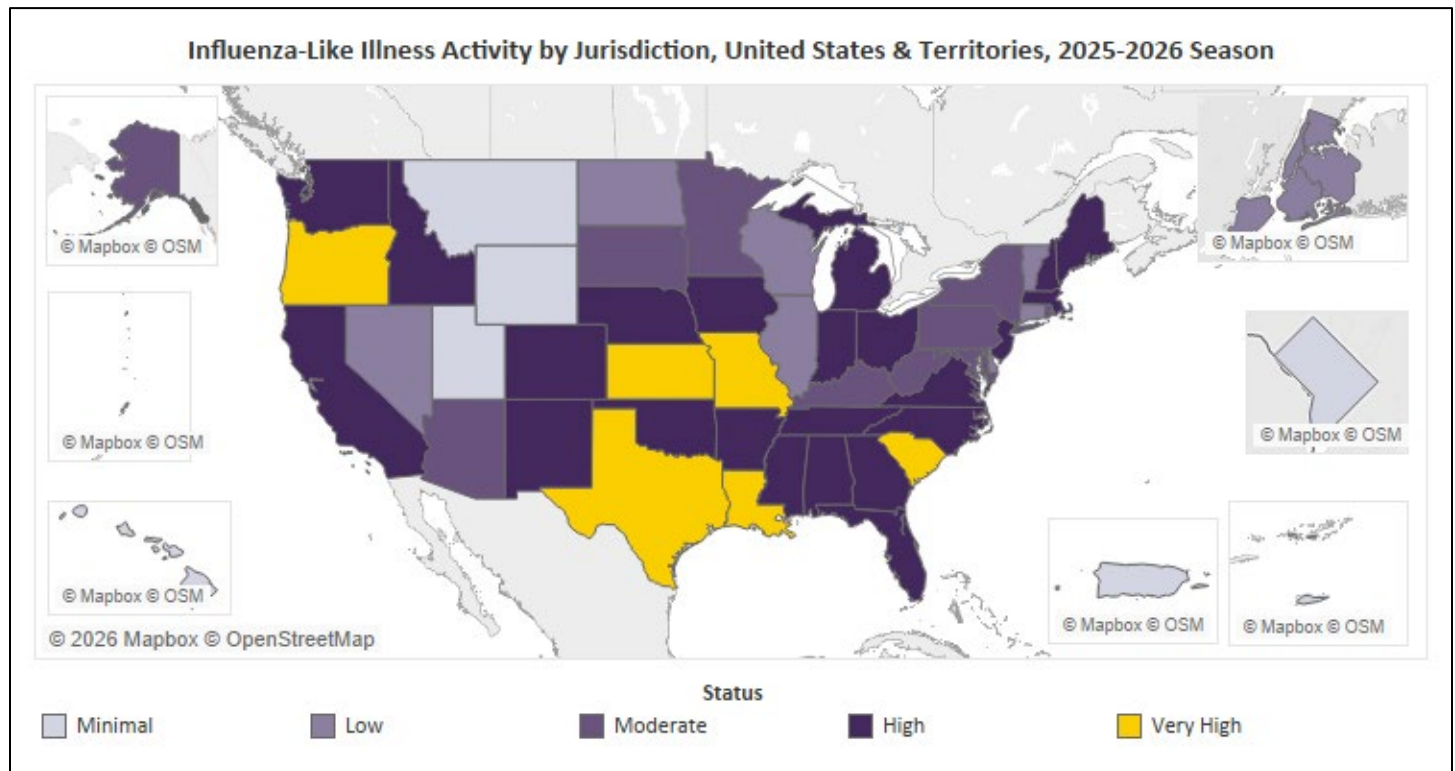 Influenza-Like Illness Activity by Jurisdiction, United States & Territories, 2025-2026 Season
© Mapbox © OSM
© Mapbox © OSM
© Mapbox © OSM
© Mapbox © OSM
© Mapbox © OSM
© Mapbox © OSM
© Mapbox © OSM
© 2026 Mapbox © OpenStreetMap
Status
Minimal
Low
Moderate
High
Very High